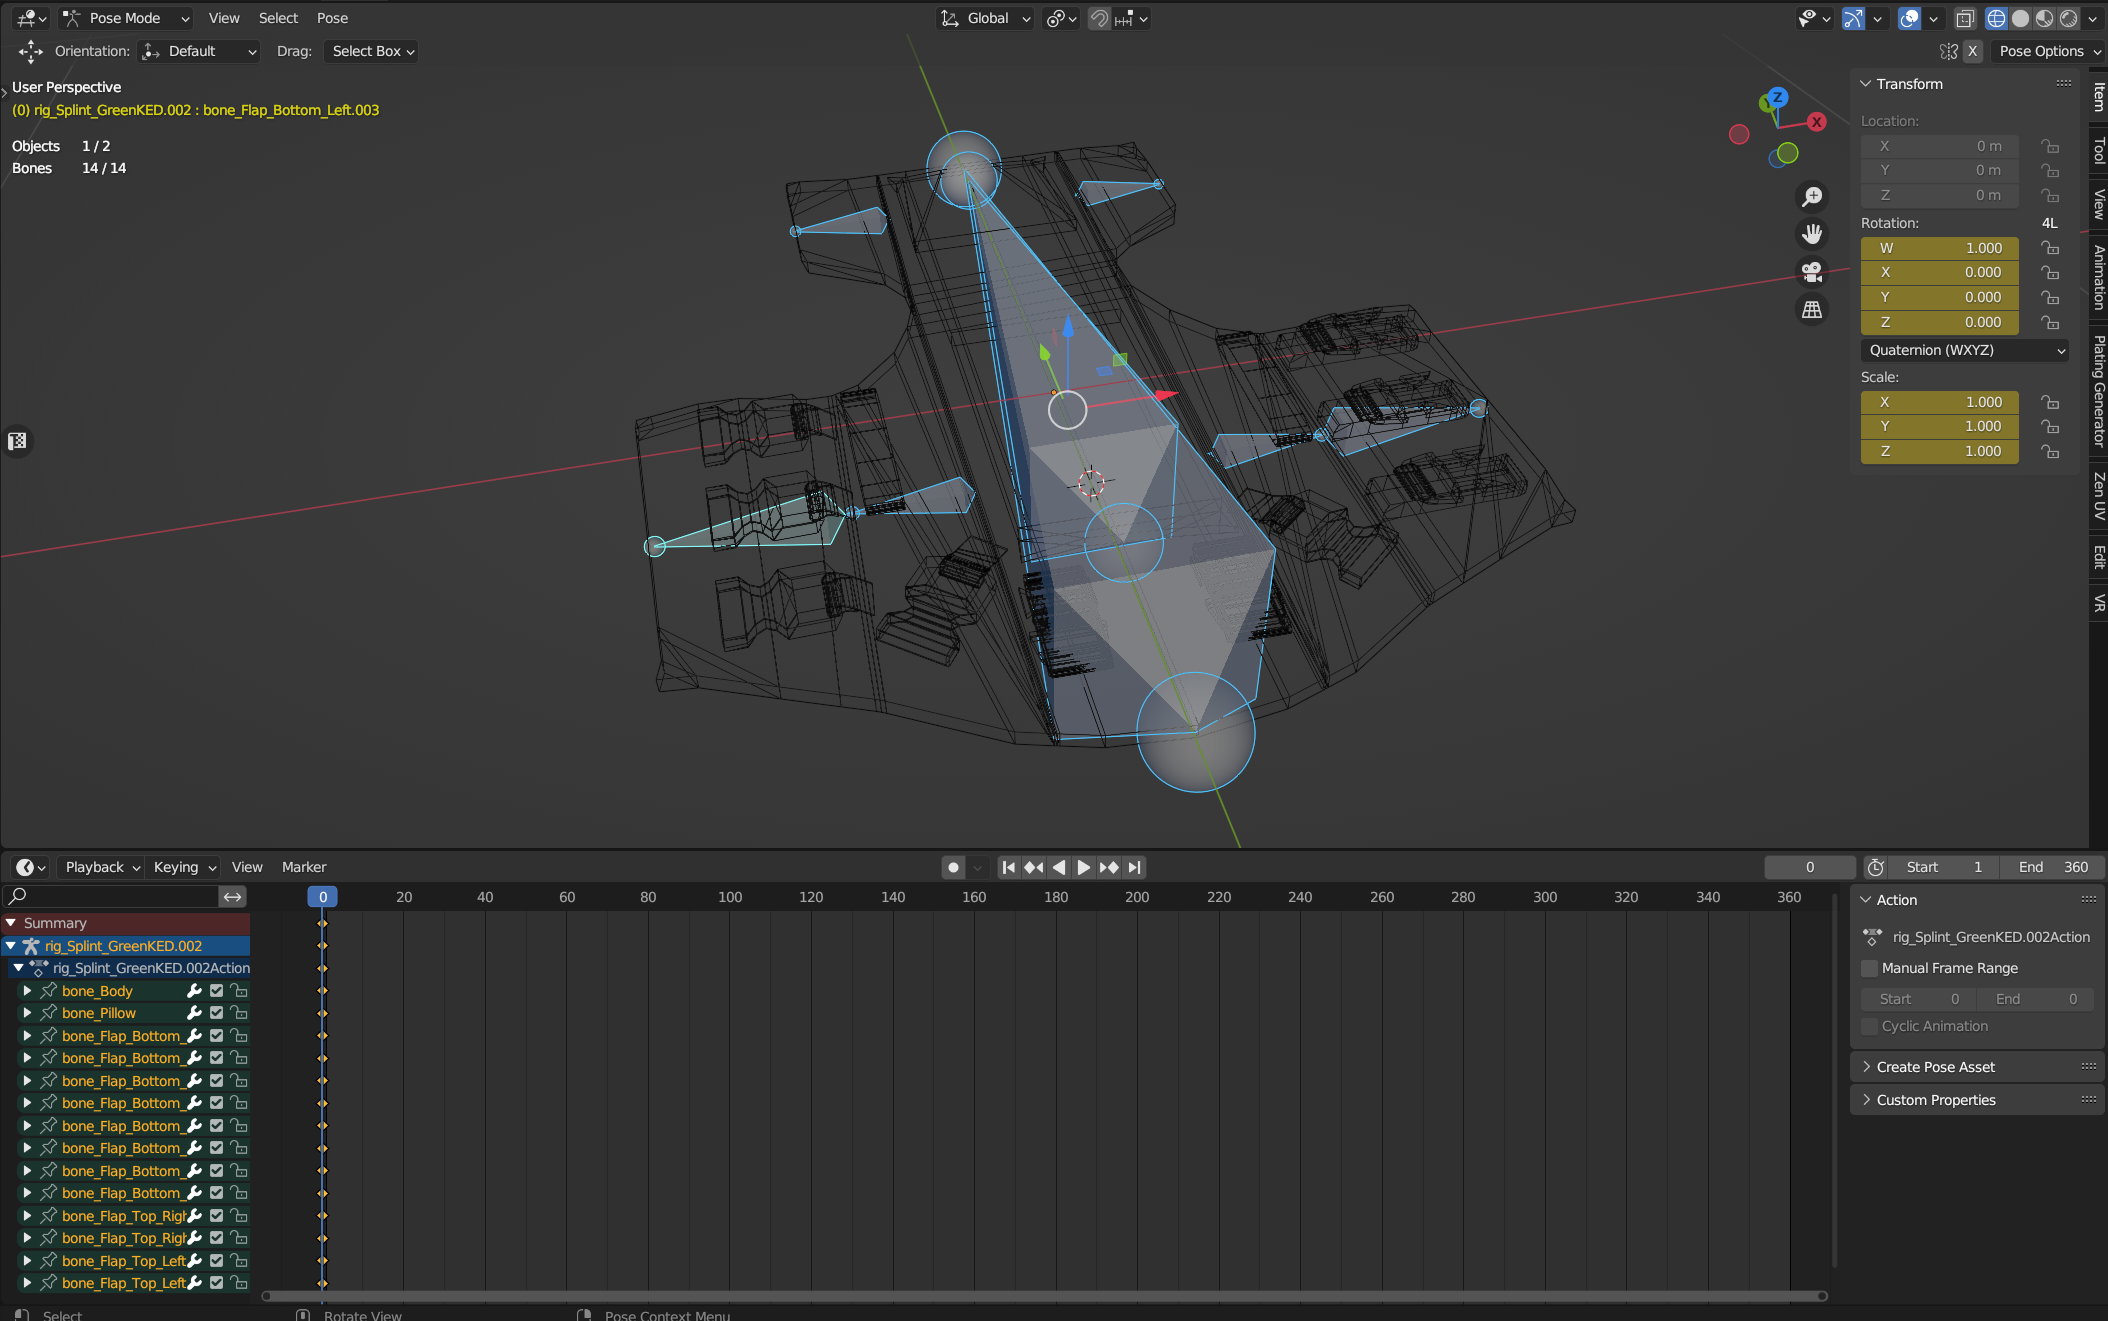 Pose Mode View Select Pose Global
Orientation: Default Drag: Select Box X Pose Options
User Perspective
(0) rig_Splint_GreenKED.002 : bone_Flap_Bottom_Left.003
Objects 1 / 2
Bones 14 / 14
Z
Y
X
Transform
Location:
X 0 m
Y 0 m
Z 0 m
Rotation: 4L
W 1.000
X 0.000
Y 0.000
Z 0.000
Quaternion (WXYZ)
Scale:
X 1.000
Y 1.000
Z 1.000
Item
Tool
View
Animation
Plating Generator
Zen UV
Edit
VR
Playback Keying View Marker 0 Start 1 End 360
0 20 40 60 80 100 120 140 160 180 200 220 240 260 280 300 320 340 360
Summary
rig_Splint_GreenKED.002
rig_Splint_GreenKED.002Action
bone_Body
bone_Pillow
bone_Flap_Bottom_
bone_Flap_Bottom_
bone_Flap_Bottom_
bone_Flap_Bottom_
bone_Flap_Bottom_
bone_Flap_Bottom_
bone_Flap_Bottom_
bone_Flap_Bottom_
bone_Flap_Top_Righ
bone_Flap_Top_Righ
bone_Flap_Top_Left
bone_Flap_Top_Left
Action
rig_Splint_GreenKED.002Action
Manual Frame Range
Start 0 End 0
Cyclic Animation
Create Pose Asset
Custom Properties
Select Rotate View Pose Context Menu